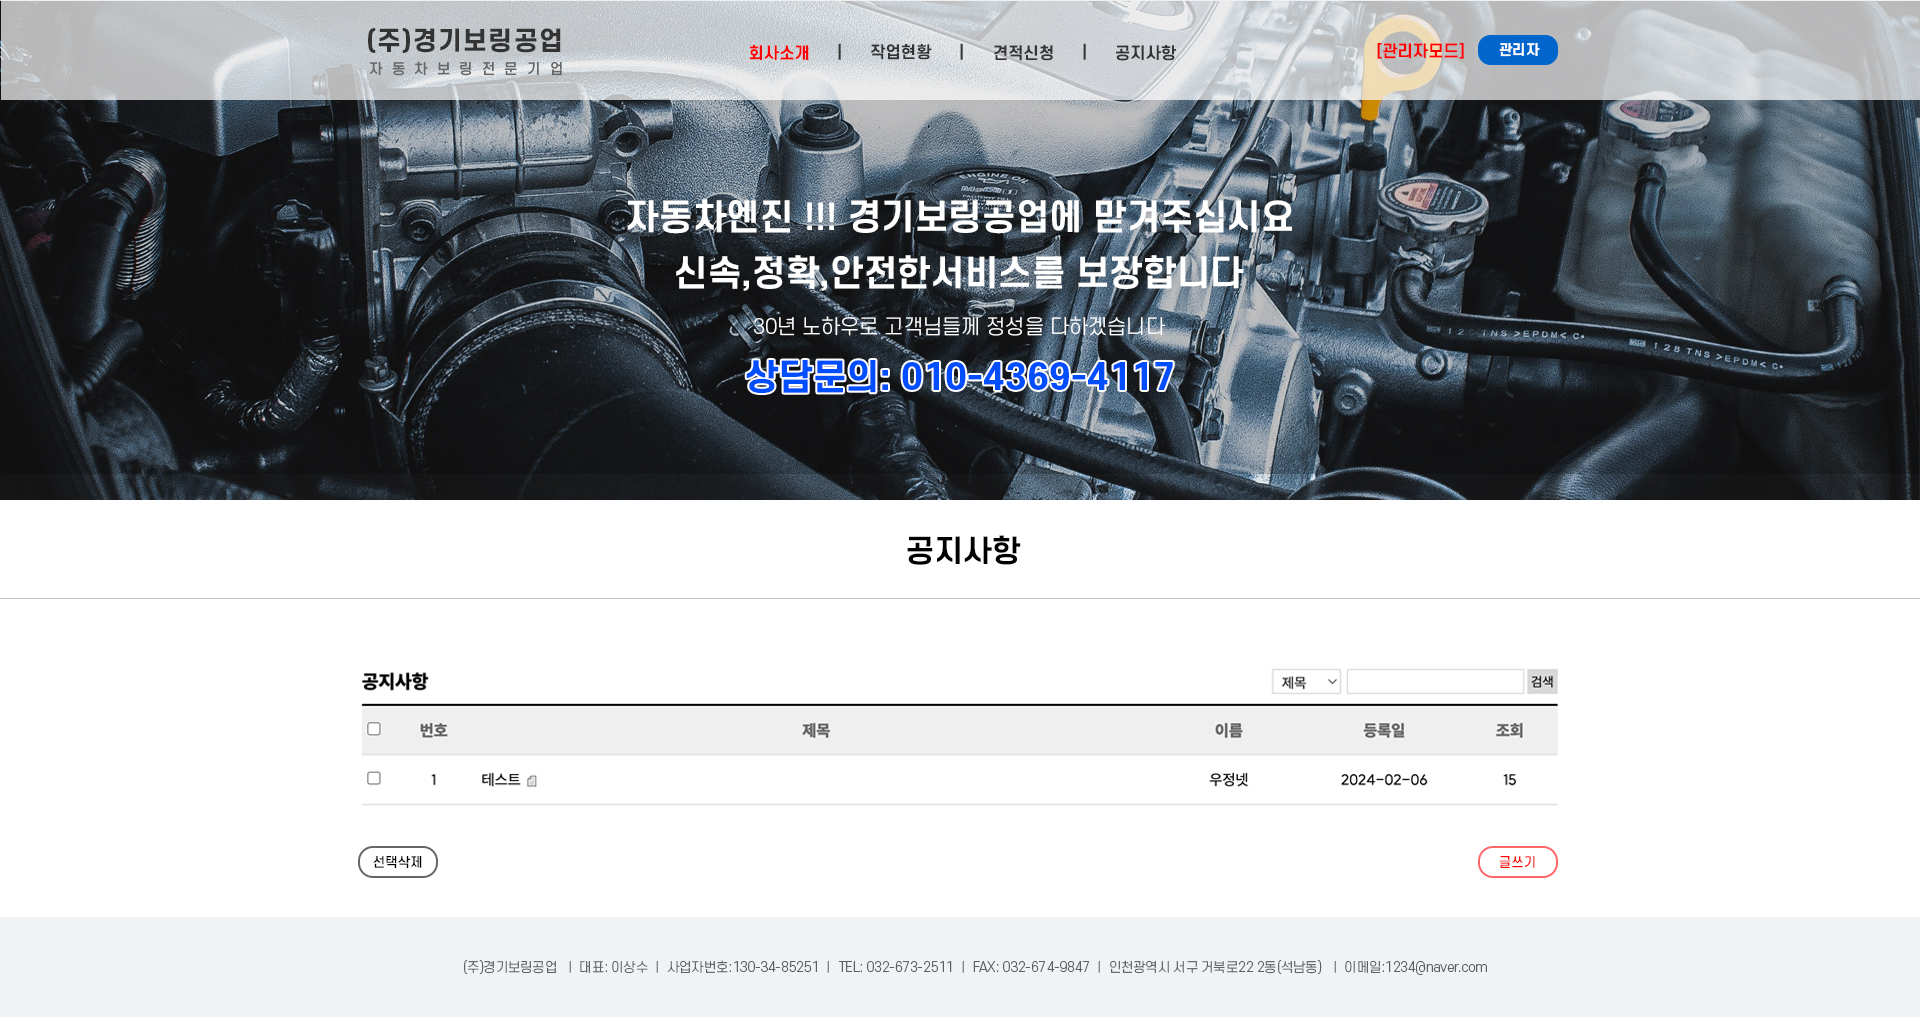 (주)경기보링공업
자동차보링전문기업
회사소개 | 작업현황 | 견적신청 | 공지사항
[관리자모드] 관리자
ENGINE OIL
자동차엔진 !!! 경기보링공업에 맏겨주십시요
신속,정확,안전한서비스를 보장합니다
30년 노하우로 고객님들께 정성을 다하겠습니다
상담문의: 010-4369-4117
128 TNS >EPDM< C*
128 TNS >EPDM< C*
공지사항
공지사항 제목 검색
번호 제목 이름 등록일 조회
1 테스트 우정넷 2024-02-06 15
선택삭제 글쓰기
(주)경기보링공업 | 대표: 이상수 | 사업자번호:130-34-85251 | TEL: 032-673-2511 | FAX: 032-674-9847 | 인천광역시 서구 거북로22 2동(석남동) | 이메일:1234@naver.com